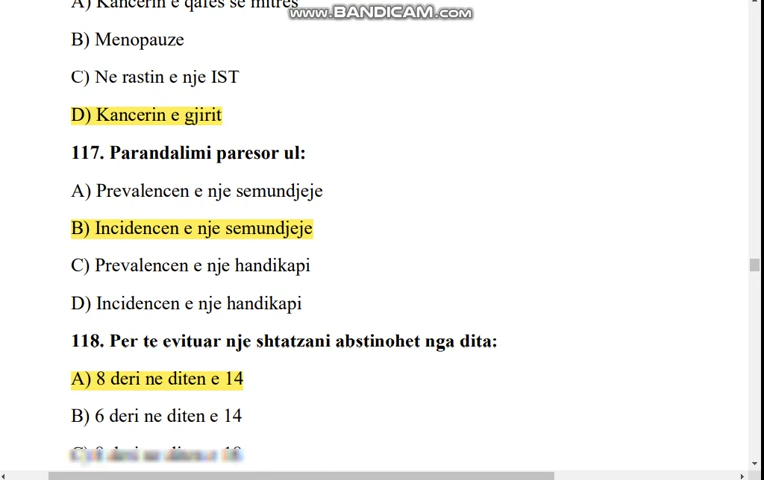 A) Kancerin e qafes se mitres
www.BANDICAM.com
B) Menopauze
C) Ne rastin e nje IST
D) Kancerin e gjirit
117. Parandalimi paresor ul:
A) Prevalencen e nje semundjeje
B) Incidencen e nje semundjeje
C) Prevalencen e nje handikapi
D) Incidencen e nje handikapi
118. Per te evituar nje shtatzani abstinohet nga dita:
A) 8 deri ne diten e 14
B) 6 deri ne diten e 14